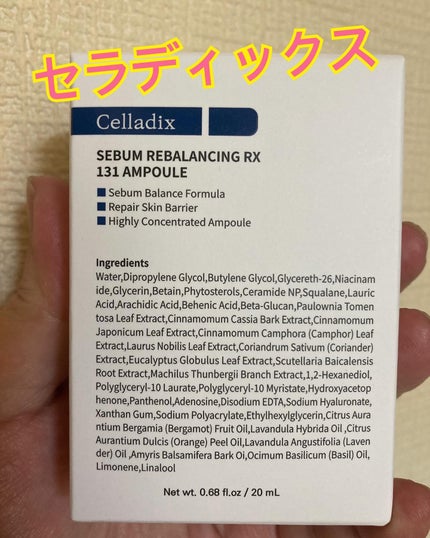 セラディックス
Celladix
SEBUM REBALANCING RX
131 AMPOULE
Sebum Balance Formula
Repair Skin Barrier
Highly Concentrated Ampoule
Ingredients
Water,Dipropylene Glycol,Butylene Glycol,Glycereth-26,Niacinam
ide,Glycerin,Betain,Phytosterols,Ceramide NP,Squalane,Lauric
Acid,Arachidic Acid,Behenic Acid,Beta-Glucan,Paulownia Tomen
tosa Leaf Extract,Cinnamomum Cassia Bark Extract,Cinnamomum
Japonicum Leaf Extract,Cinnamomum Camphora (Camphor) Leaf
Extract,Laurus Nobilis Leaf Extract,Coriandrum Sativum (Coriander)
Extract,Eucalyptus Globulus Leaf Extract,Scutellaria Baicalensis
Root Extract,Machilus Thunbergii Branch Extract,1,2-Hexanediol,
Polyglyceryl-10 Laurate,Polyglyceryl-10 Myristate,Hydroxyacetop
henone,Panthenol,Adenosine,Disodium EDTA,Sodium Hyaluronate,
Xanthan Gum,Sodium Polyacrylate,Ethylhexylglycerin,Citrus Aura
ntium Bergamia (Bergamot) Fruit Oil,Lavandula Hybrida Oil ,Citrus
Aurantium Dulcis (Orange) Peel Oil,Lavandula Angustifolia (Laven
der) Oil ,Amyris Balsamifera Bark Oi,Ocimum Basilicum (Basil) Oil,
Limonene,Linalool
Net wt. 0.68 fl.oz / 20 mL